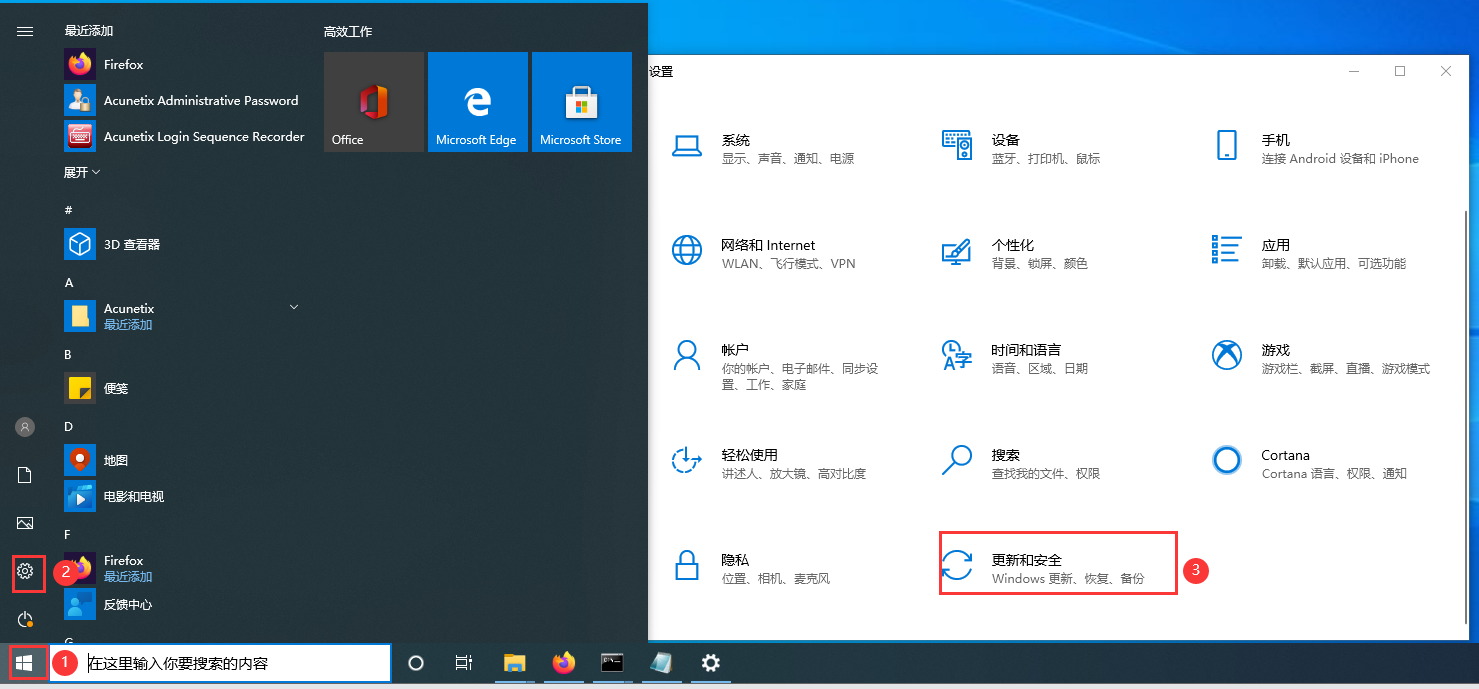 最近添加
Firefox
Acunetix Administrative Password
Acunetix Login Sequence Recorder
展开
#
3D 查看器
A
Acunetix
最近添加
B
便笺
D
地图
电影和电视
F
Firefox
最近添加
反馈中心
G
高效工作
Office
Microsoft Edge
Microsoft Store
设置
系统
显示、声音、通知、电源
设备
蓝牙、打印机、鼠标
手机
连接 Android 设备和 iPhone
网络和 Internet
WLAN、飞行模式、VPN
个性化
背景、锁屏、颜色
应用
卸载、默认应用、可选功能
帐户
你的帐户、电子邮件、同步设
置、工作、家庭
时间和语言
语音、区域、日期
游戏
游戏栏、截屏、直播、游戏模式
轻松使用
讲述人、放大镜、高对比度
搜索
查找我的文件、权限
Cortana
Cortana 语言、权限、通知
隐私
位置、相机、麦克风
更新和安全
Windows 更新、恢复、备份
3
2
1
在这里输入你要搜索的内容